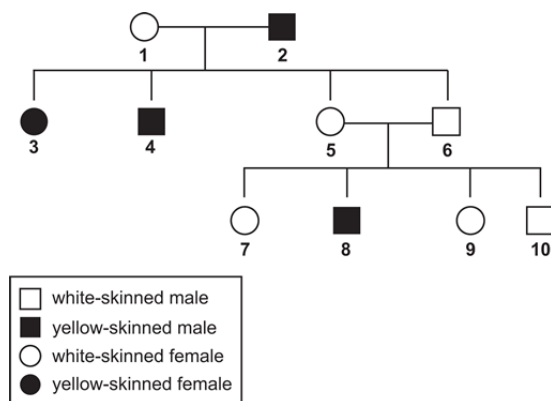 1 2
3 4 5 6
7 8 9 10
white-skinned male
yellow-skinned male
white-skinned female
yellow-skinned female